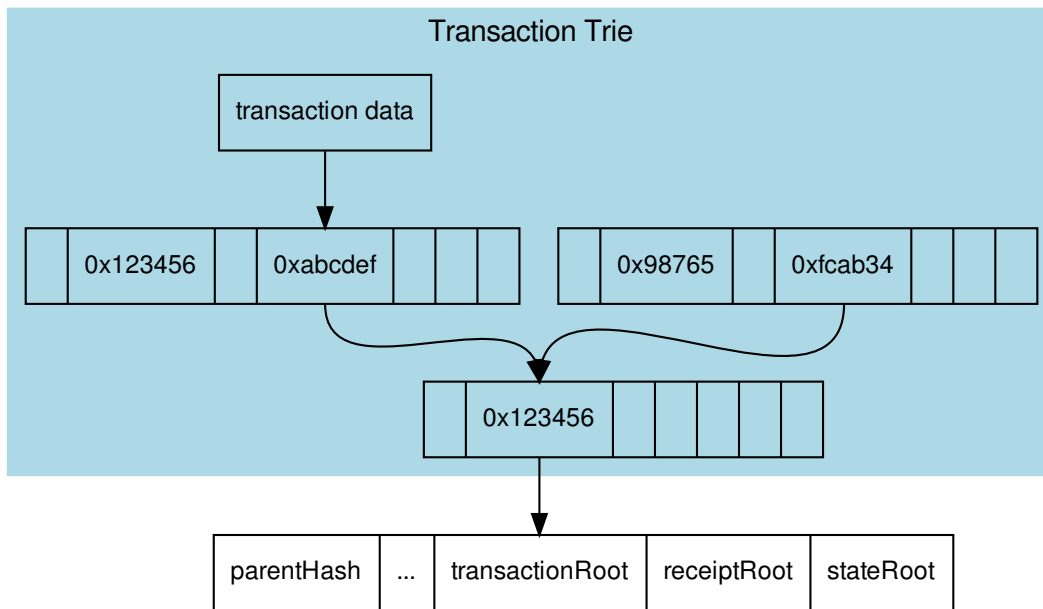 Transaction Trie
transaction data
0x123456 0xabcdef
0x98765 0xfcab34
0x123456
parentHash ... transactionRoot receiptRoot stateRoot